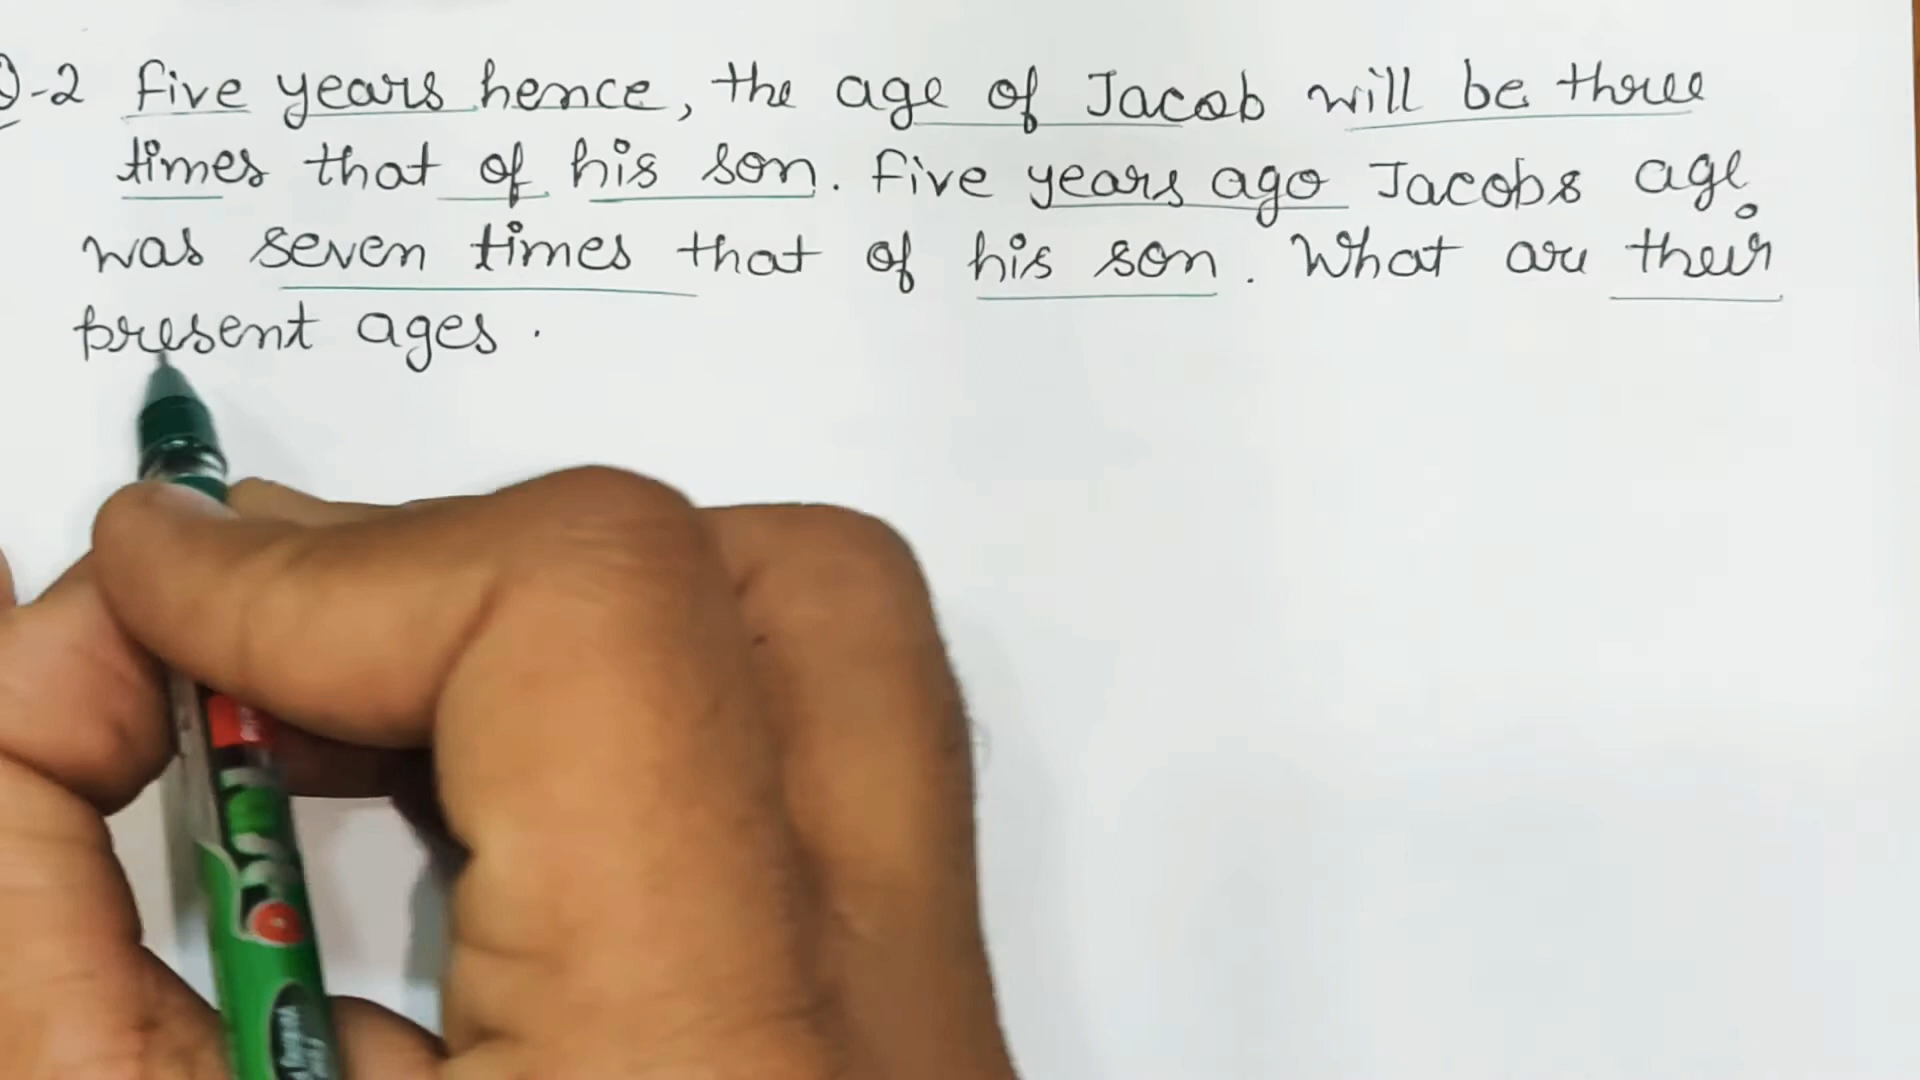 Q-2 five years hence, the age of Jacob will be three
times that of his son. five years ago Jacobs age
was seven times that of his son. What are their
present ages.